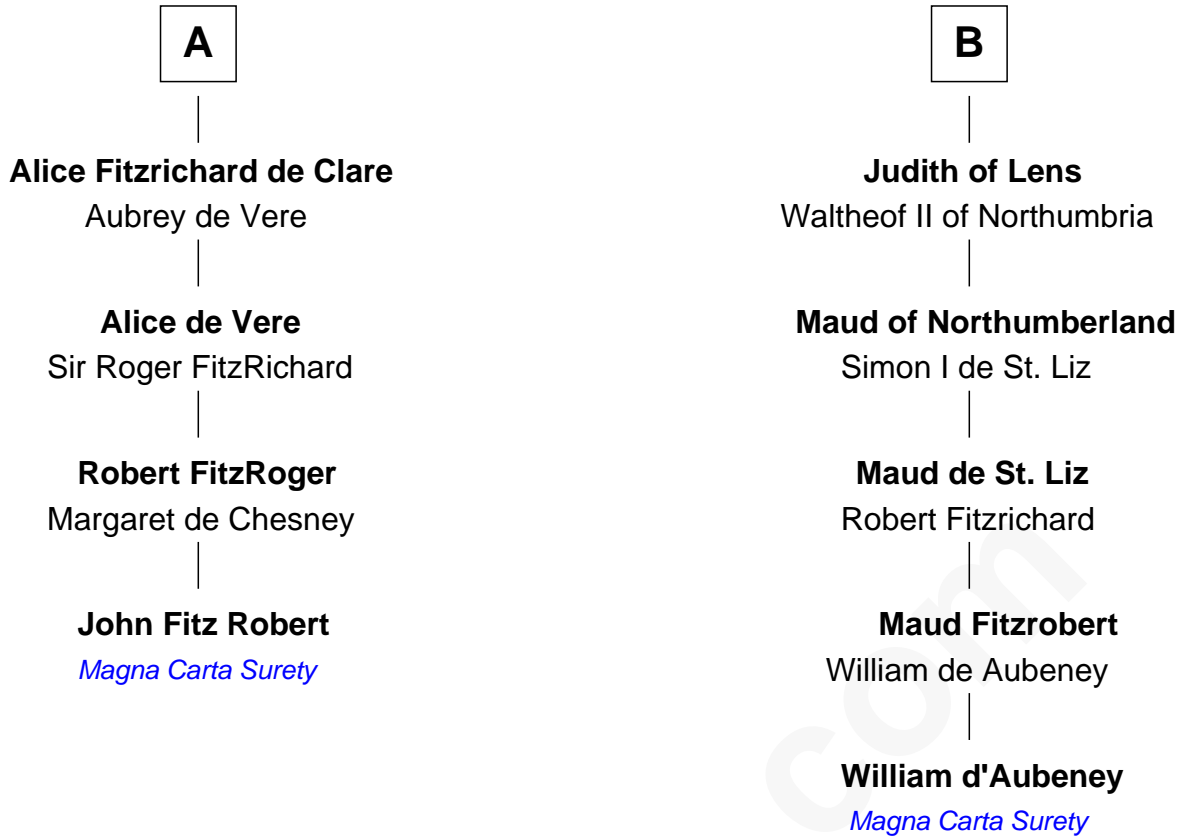 A
Alice Fitzrichard de Clare
Aubrey de Vere
Alice de Vere
Sir Roger FitzRichard
Robert FitzRoger
Margaret de Chesney
John Fitz Robert
Magna Carta Surety
B
Judith of Lens
Waltheof II of Northumbria
Maud of Northumberland
Simon I de St. Liz
Maud de St. Liz
Robert Fitzrichard
Maud Fitzrobert
William de Aubeney
William d'Aubeney
Magna Carta Surety
com